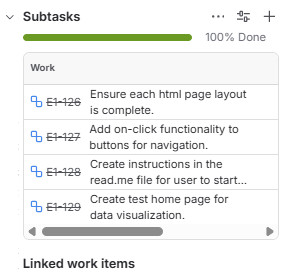 Subtasks
100% Done
Work
E1-126 Ensure each html page layout
is complete.
E1-127 Add on-click functionality to
buttons for navigation.
E1-128 Create instructions in the
read.me file for user to start...
E1-129 Create test home page for
data visualization.
Linked work items